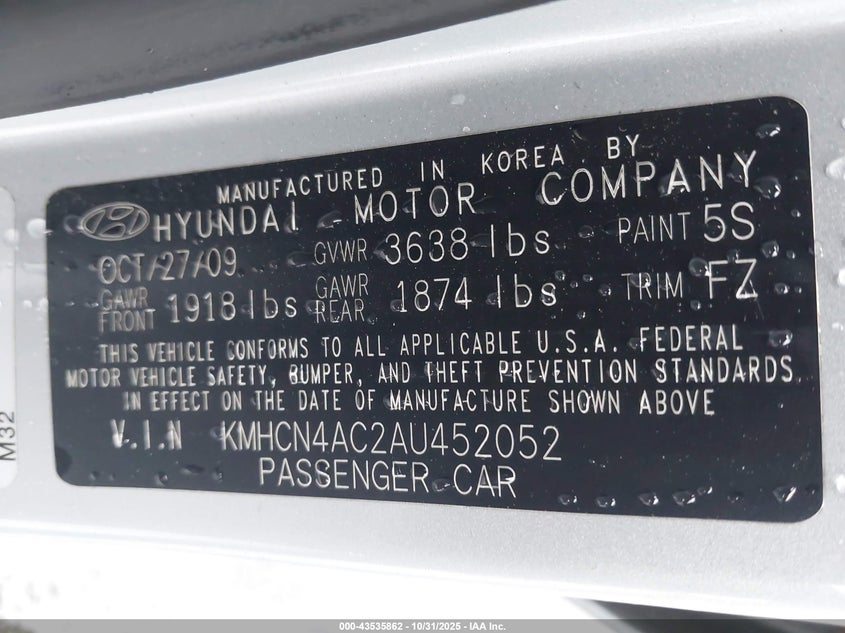 MANUFACTURED IN KOREA BY
HYUNDAI MOTOR COMPANY
OCT/27/09 GVWR 3638 lbs PAINT 5S
GAWR FRONT 1918 lbs GAWR REAR 1874 lbs TRIM FZ
THIS VEHICLE CONFORMS TO ALL APPLICABLE U.S.A. FEDERAL
MOTOR VEHICLE SAFETY, BUMPER, AND THEFT PREVENTION STANDARDS
IN EFFECT ON THE DATE OF MANUFACTURE SHOWN ABOVE
V.I.N KMHCN4AC2AU452052
PASSENGER CAR
M32
000-43535862 - 10/31/2025 - IAA Inc.